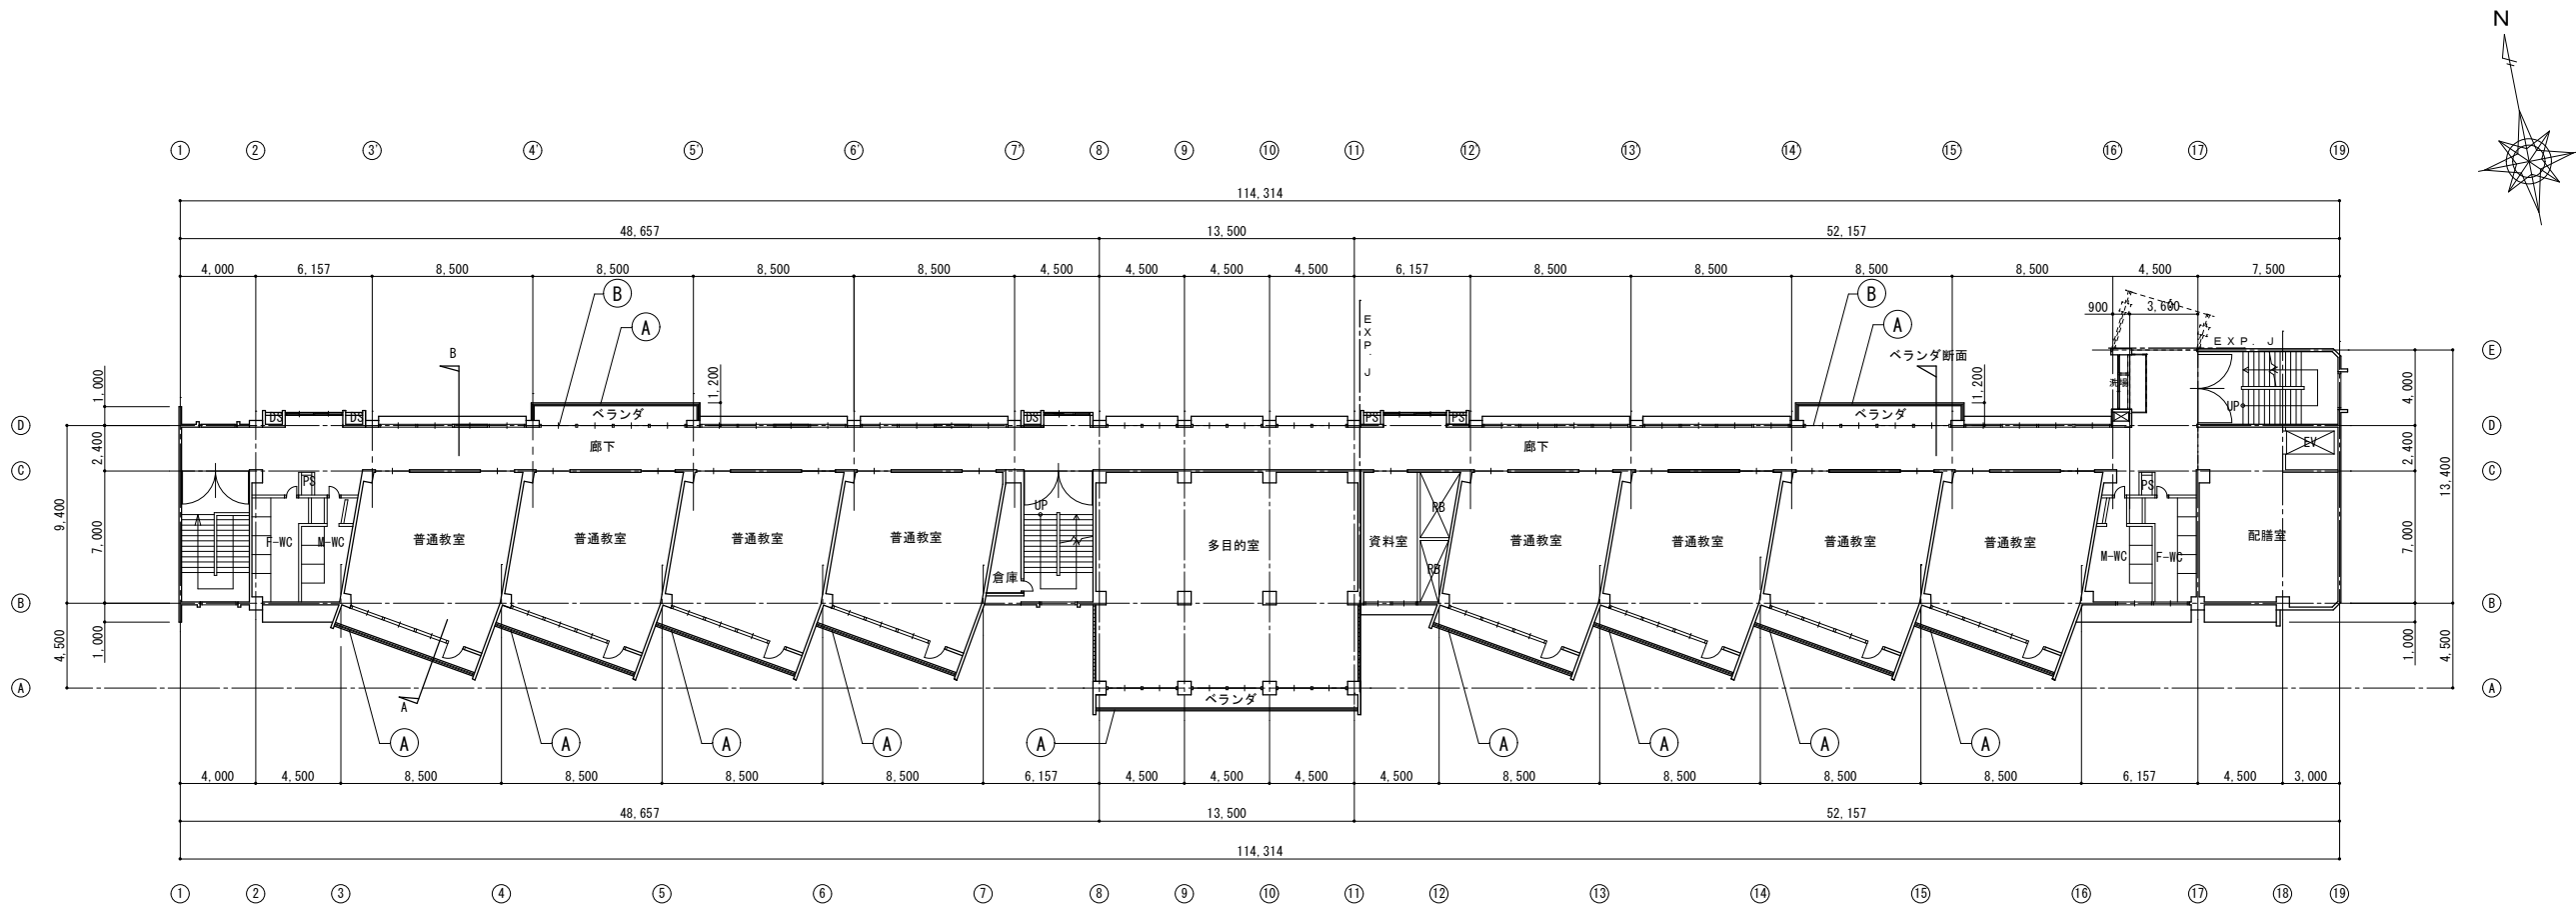 N
① ② ③' ④' ⑤' ⑥' ⑦' ⑧ ⑨ ⑩ ⑪ ⑫' ⑬' ⑭' ⑮' ⑯' ⑰ ⑲
114,314
48,657 13,500 52,157
4,000 6,157 8,500 8,500 8,500 8,500 4,500 4,500 4,500 4,500 6,157 8,500 8,500 8,500 8,500 4,500 7,500
B B
900 3,600
A A
EXP. J
EXP. J
B
ベランダ断面
E E
1,000 1,200 1,200 4,000
DS DS ベランダ DS PS PS ベランダ 洗場 UP
D D
2,400 廊下 廊下 EV 2,400
C C
13,400
PS PS
UP RB
9,400 7,000 F-WC M-WC 普通教室 普通教室 普通教室 普通教室 多目的室 資料室 普通教室 普通教室 普通教室 普通教室 M-WC F-WC 配膳室 7,000
倉庫 RB
B B
4,500 1,000 1,000 4,500
A A
A ベランダ
A A A A A A A A A
4,000 4,500 8,500 8,500 8,500 8,500 6,157 4,500 4,500 4,500 4,500 8,500 8,500 8,500 8,500 6,157 4,500 3,000
48,657 13,500 52,157
114,314
① ② ③ ④ ⑤ ⑥ ⑦ ⑧ ⑨ ⑩ ⑪ ⑫ ⑬ ⑭ ⑮ ⑯ ⑰ ⑱ ⑲